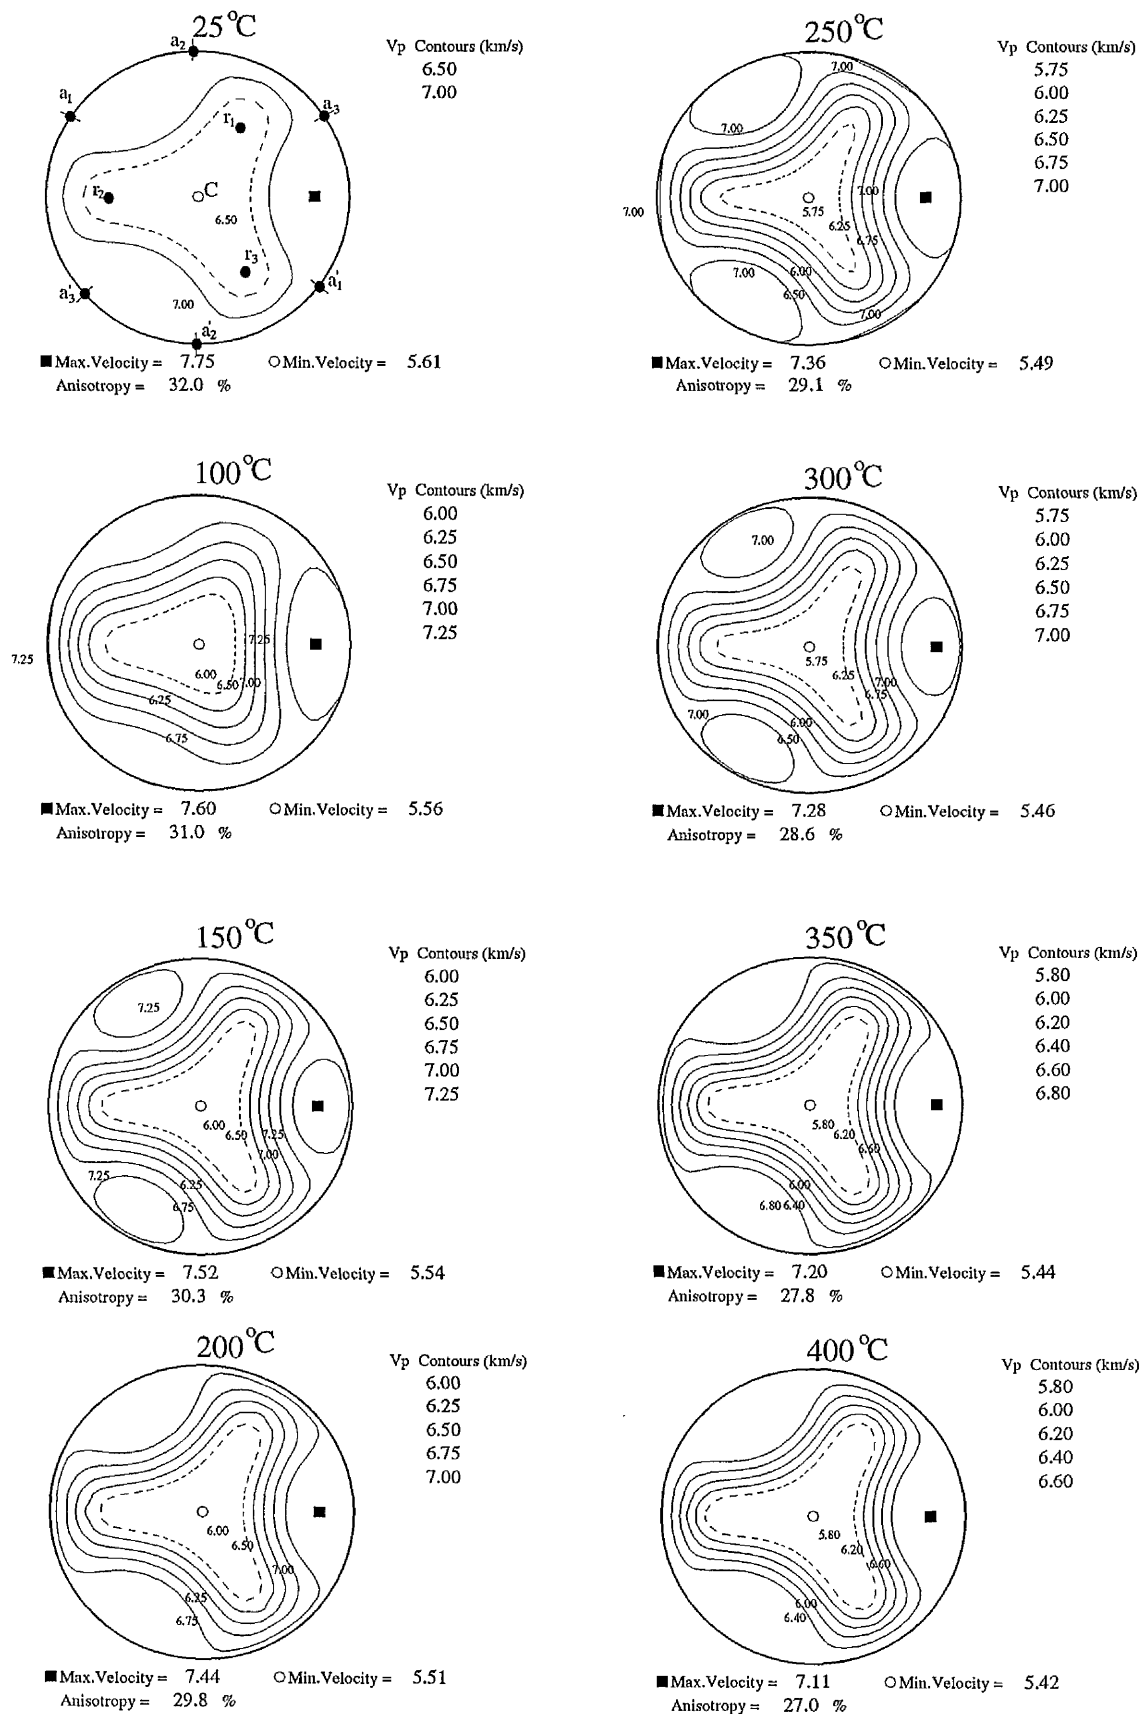 25°C
Vp Contours (km/s)
6.50
7.00
a2
a1
a3
r1
r2
C
6.50
r3
a'3
a'1
7.00
a'2
Max.Velocity = 7.75 Min.Velocity = 5.61
Anisotropy = 32.0 %
100°C
Vp Contours (km/s)
6.00
6.25
6.50
6.75
7.00
7.25
7.25
7.25
6.00
6.50
7.00
6.25
6.75
Max.Velocity = 7.60 Min.Velocity = 5.56
Anisotropy = 31.0 %
150°C
Vp Contours (km/s)
6.00
6.25
6.50
6.75
7.00
7.25
7.25
6.00
6.50
7.25
7.00
7.25
6.25
6.75
Max.Velocity = 7.52 Min.Velocity = 5.54
Anisotropy = 30.3 %
200°C
Vp Contours (km/s)
6.00
6.25
6.50
6.75
7.00
6.00
6.50
7.00
6.25
6.75
Max.Velocity = 7.44 Min.Velocity = 5.51
Anisotropy = 29.8 %
250°C
Vp Contours (km/s)
5.75
6.00
6.25
6.50
6.75
7.00
7.00
7.00
7.00
7.00
5.75
6.25
6.75
7.00
6.00
6.50
7.00
Max.Velocity = 7.36 Min.Velocity = 5.49
Anisotropy = 29.1 %
300°C
Vp Contours (km/s)
5.75
6.00
6.25
6.50
6.75
7.00
7.00
5.75
6.25
7.00
6.75
7.00
6.00
6.50
Max.Velocity = 7.28 Min.Velocity = 5.46
Anisotropy = 28.6 %
350°C
Vp Contours (km/s)
5.80
6.00
6.20
6.40
6.60
6.80
5.80
6.20
6.60
6.00
6.80 6.40
Max.Velocity = 7.20 Min.Velocity = 5.44
Anisotropy = 27.8 %
400°C
Vp Contours (km/s)
5.80
6.00
6.20
6.40
6.60
5.80
6.20
6.60
6.00
6.40
Max.Velocity = 7.11 Min.Velocity = 5.42
Anisotropy = 27.0 %